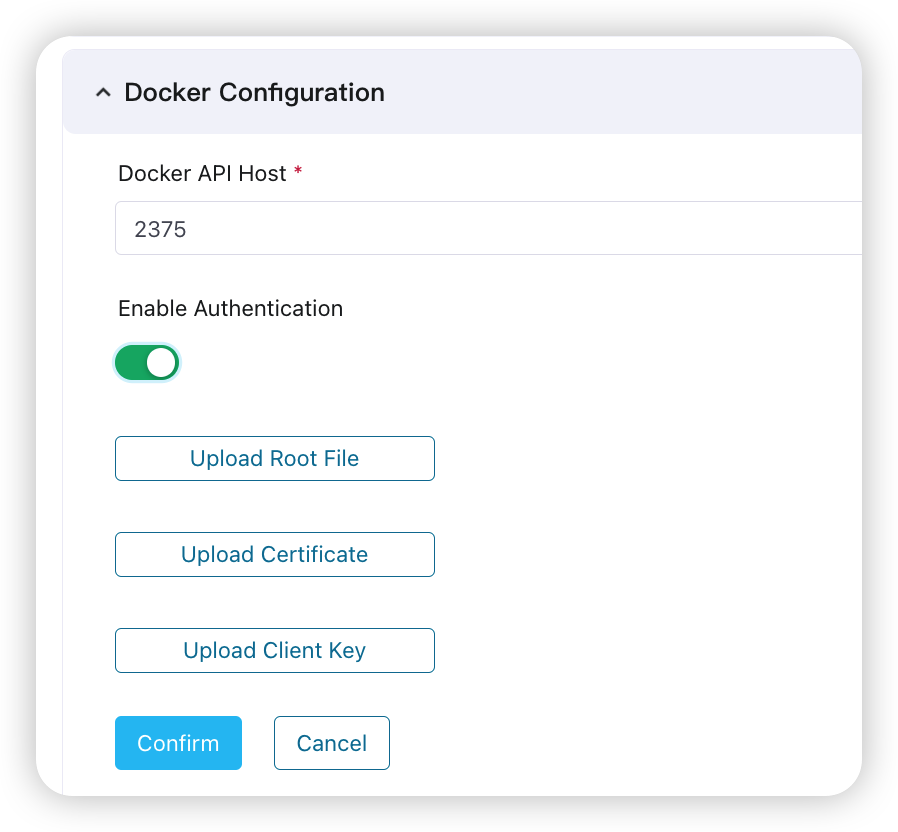 Docker Configuration
Docker API Host *
2375
Enable Authentication
Upload Root File
Upload Certificate
Upload Client Key
Confirm
Cancel